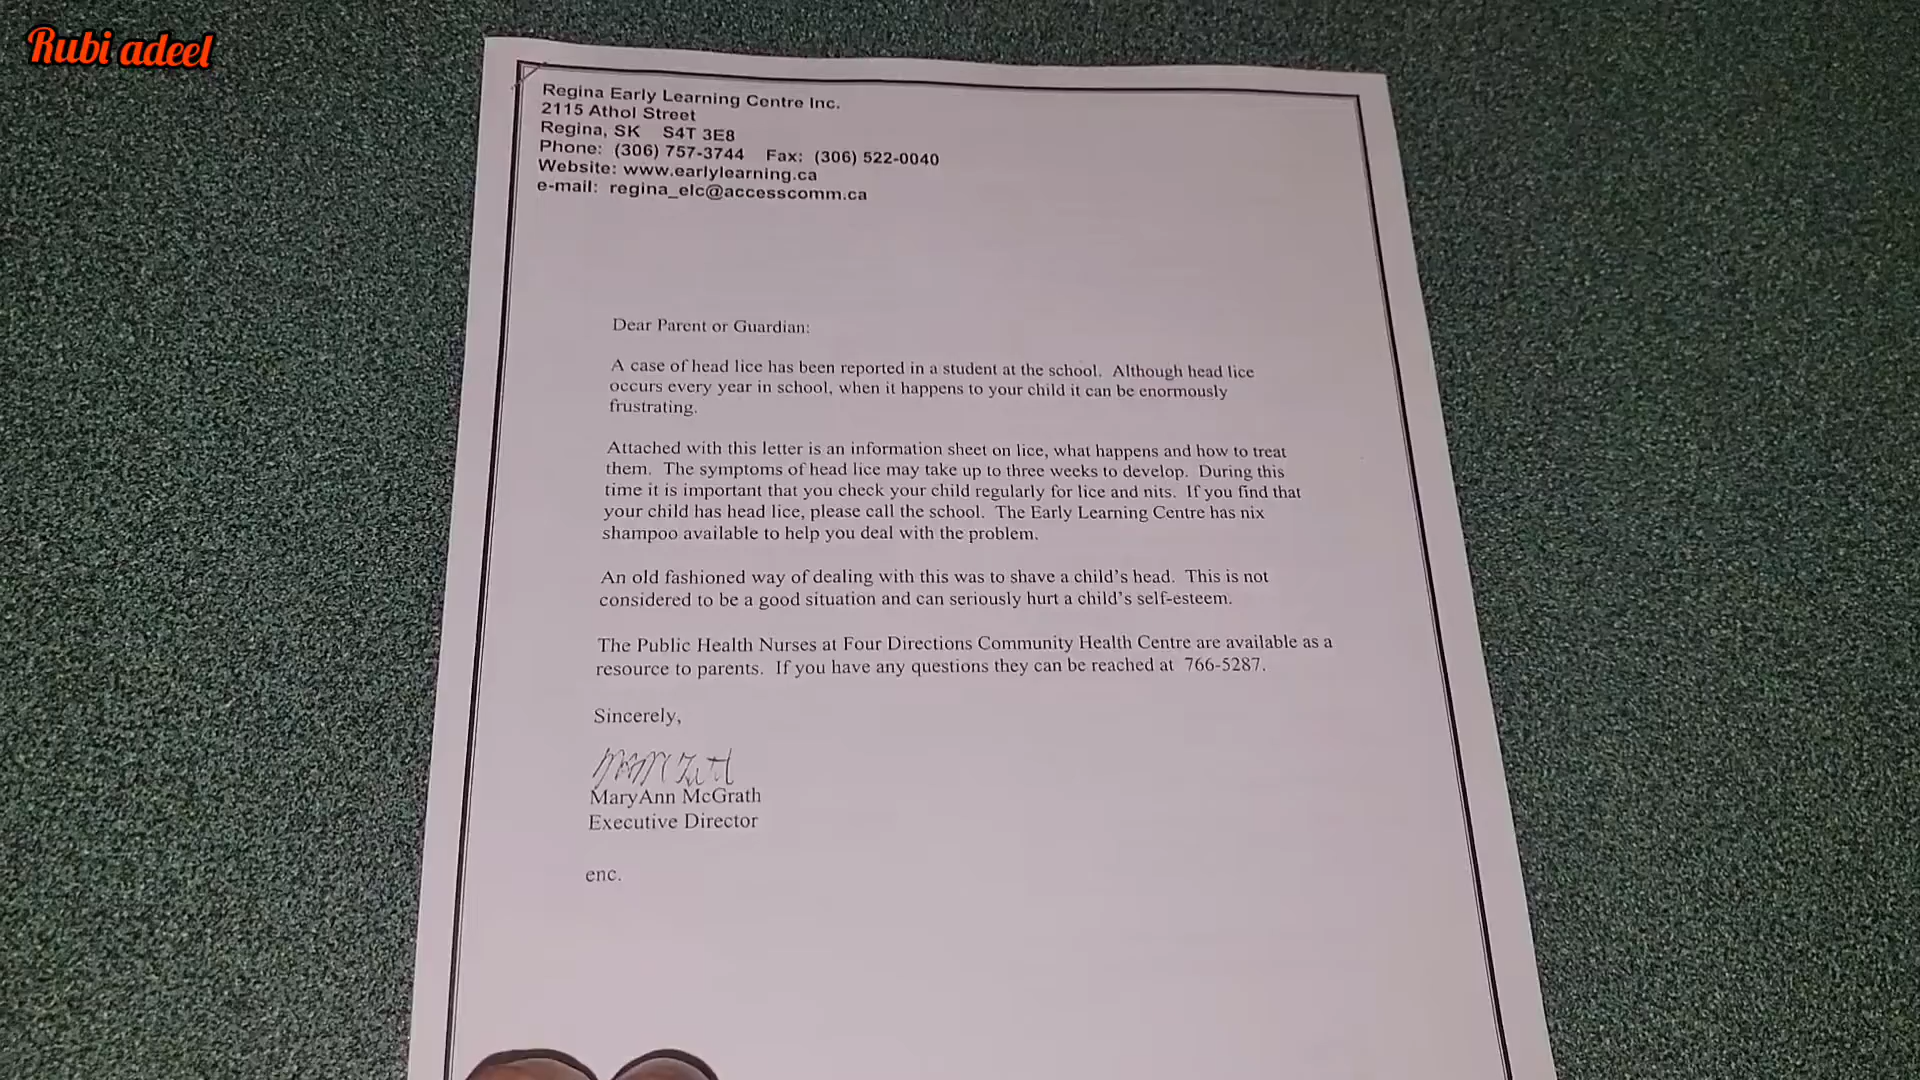 Rubi adeel
Regina Early Learning Centre Inc.
2115 Athol Street
Regina, SK S4T 3E8
Phone: (306) 757-3744 Fax: (306) 522-0040
Website: www.earlylearning.ca
e-mail: regina_elc@accesscomm.ca
Dear Parent or Guardian:
A case of head lice has been reported in a student at the school. Although head lice
occurs every year in school, when it happens to your child it can be enormously
frustrating.
Attached with this letter is an information sheet on lice, what happens and how to treat
them. The symptoms of head lice may take up to three weeks to develop. During this
time it is important that you check your child regularly for lice and nits. If you find that
your child has head lice, please call the school. The Early Learning Centre has nix
shampoo available to help you deal with the problem.
An old fashioned way of dealing with this was to shave a child's head. This is not
considered to be a good situation and can seriously hurt a child's self-esteem.
The Public Health Nurses at Four Directions Community Health Centre are available as a
resource to parents. If you have any questions they can be reached at 766-5287.
Sincerely,
MaryAnn McGrath
Executive Director
enc.